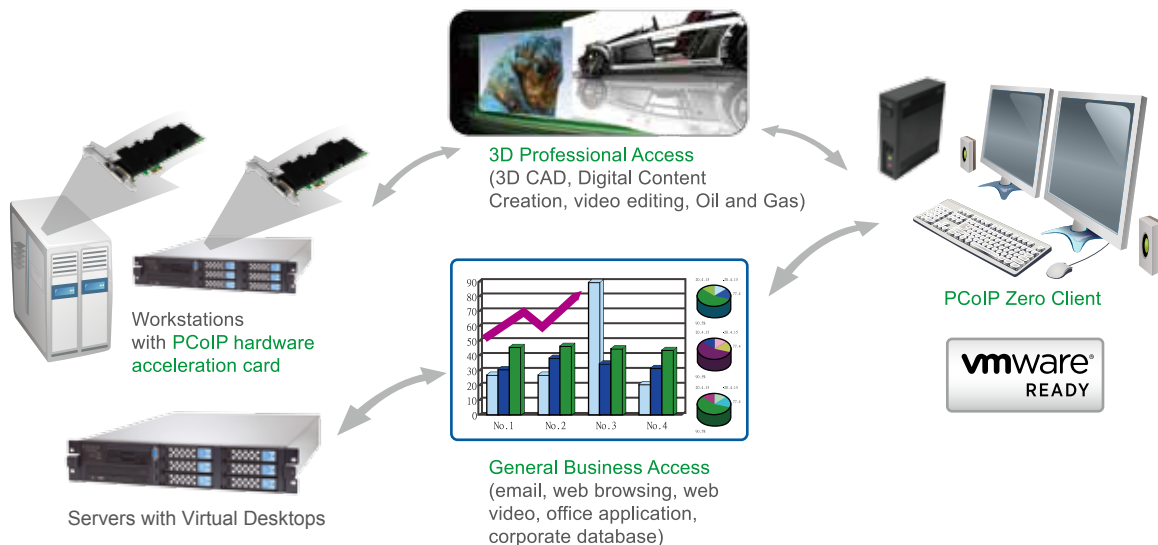 3D Professional Access
(3D CAD, Digital Content
Creation, video editing, Oil and Gas)
Workstations
with PCoIP hardware
acceleration card
PCoIP Zero Client
vmware®
READY
90
80
70
60
50
40
30
20
10
0
No.1 No.2 No.3 No.4
General Business Access
(email, web browsing, web
video, office application,
corporate database)
Servers with Virtual Desktops